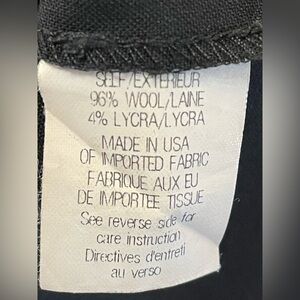 SELF/EXTERIEUR
96% WOOL/LAINE
4% LYCRA/LYCRA
MADE IN USA
OF IMPORTED FABRIC
FABRIQUE AUX EU
DE IMPORTEE TISSUE
See reverse side for
care instruction
Directives d'entreti
au verso